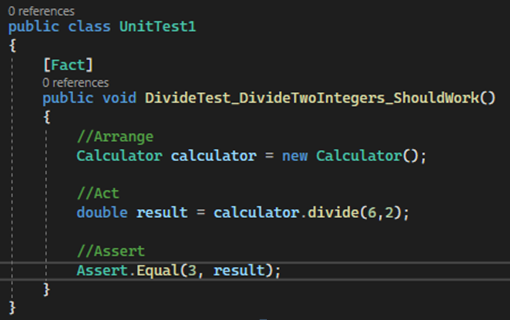 0 references
public class UnitTest1
{
[Fact]
0 references
public void DivideTest_DivideTwoIntegers_ShouldWork()
{
//Arrange
Calculator calculator = new Calculator();
//Act
double result = calculator.divide(6,2);
//Assert
Assert.Equal(3, result);
}
}